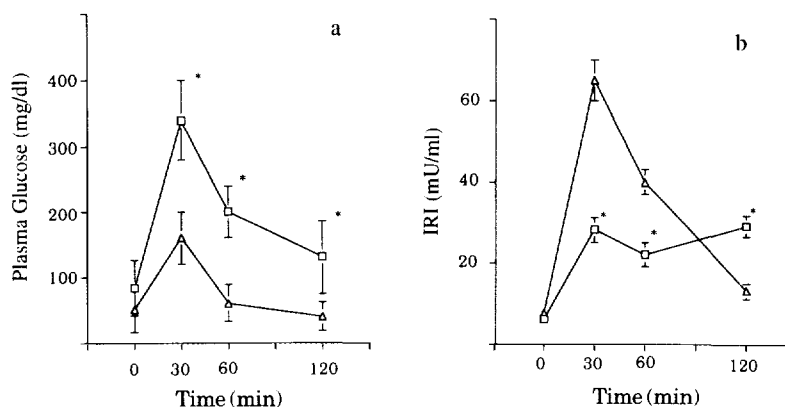 a
Plasma Glucose (mg/dl)
400
300
200
100
* * *
0 30 60 120
Time (min)
b
IRI (mU/ml)
60
40
20
* * *
0 30 60 120
Time (min)